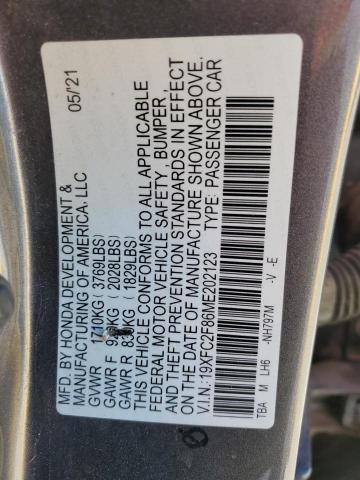 MFD. BY HONDA DEVELOPMENT &
MANUFACTURING OF AMERICA, LLC 05/21
GVWR 1710KG (3769LBS)
GAWR F KG (2028LBS)
GAWR R KG (1829LBS)
THIS VEHICLE CONFORMS TO ALL APPLICABLE
FEDERAL MOTOR VEHICLE SAFETY, BUMPER,
AND THEFT PREVENTION STANDARDS IN EFFECT
ON THE DATE OF MANUFACTURE SHOWN ABOVE.
V.I.N.: 19XFC2F86ME202123 TYPE: PASSENGER CAR
TBA M LH6 -NH797M -V -E